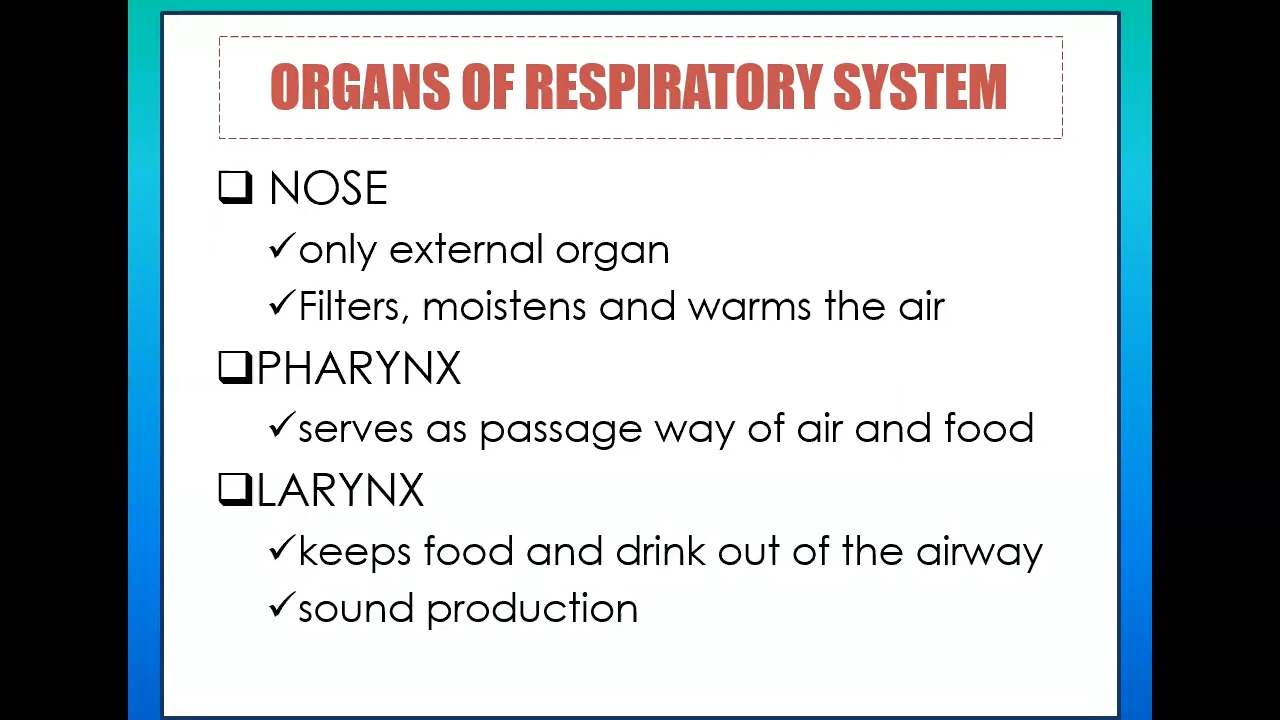 ORGANS OF RESPIRATORY SYSTEM
❑ NOSE
✓only external organ
✓Filters, moistens and warms the air
❑PHARYNX
✓serves as passage way of air and food
❑LARYNX
✓keeps food and drink out of the airway
✓sound production